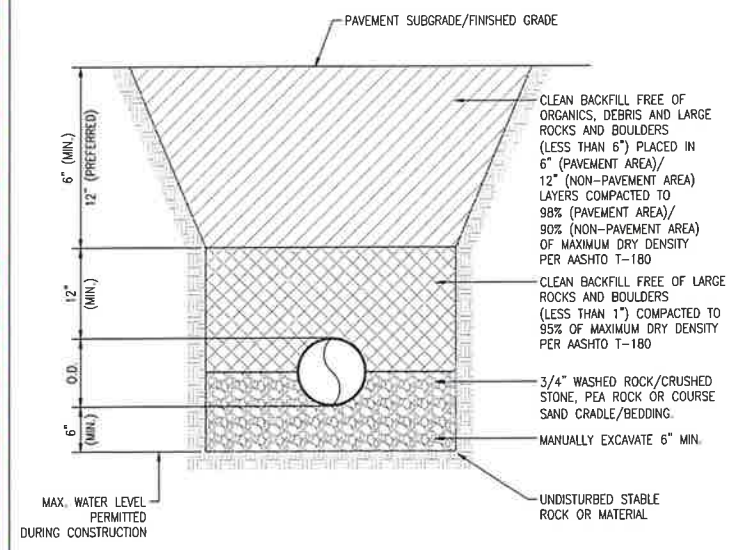 PAVEMENT SUBGRADE/FINISHED GRADE
6" (MIN.)
12" (PREFERRED)
CLEAN BACKFILL FREE OF
ORGANICS, DEBRIS AND LARGE
ROCKS AND BOULDERS
(LESS THAN 6") PLACED IN
6" (PAVEMENT AREA)/
12" (NON-PAVEMENT AREA)
LAYERS COMPACTED TO
98% (PAVEMENT AREA)/
90% (NON-PAVEMENT AREA)
OF MAXIMUM DRY DENSITY
PER AASHTO T-180
12"
(MIN.)
CLEAN BACKFILL FREE OF LARGE
ROCKS AND BOULDERS
(LESS THAN 1") COMPACTED TO
95% OF MAXIMUM DRY DENSITY
PER AASHTO T-180
O.D.
3/4" WASHED ROCK/CRUSHED
STONE, PEA ROCK OR COURSE
SAND CRADLE/BEDDING.
6"
(MIN.)
MANUALLY EXCAVATE 6" MIN.
MAX. WATER LEVEL
PERMITTED
DURING CONSTRUCTION
UNDISTURBED STABLE
ROCK OR MATERIAL